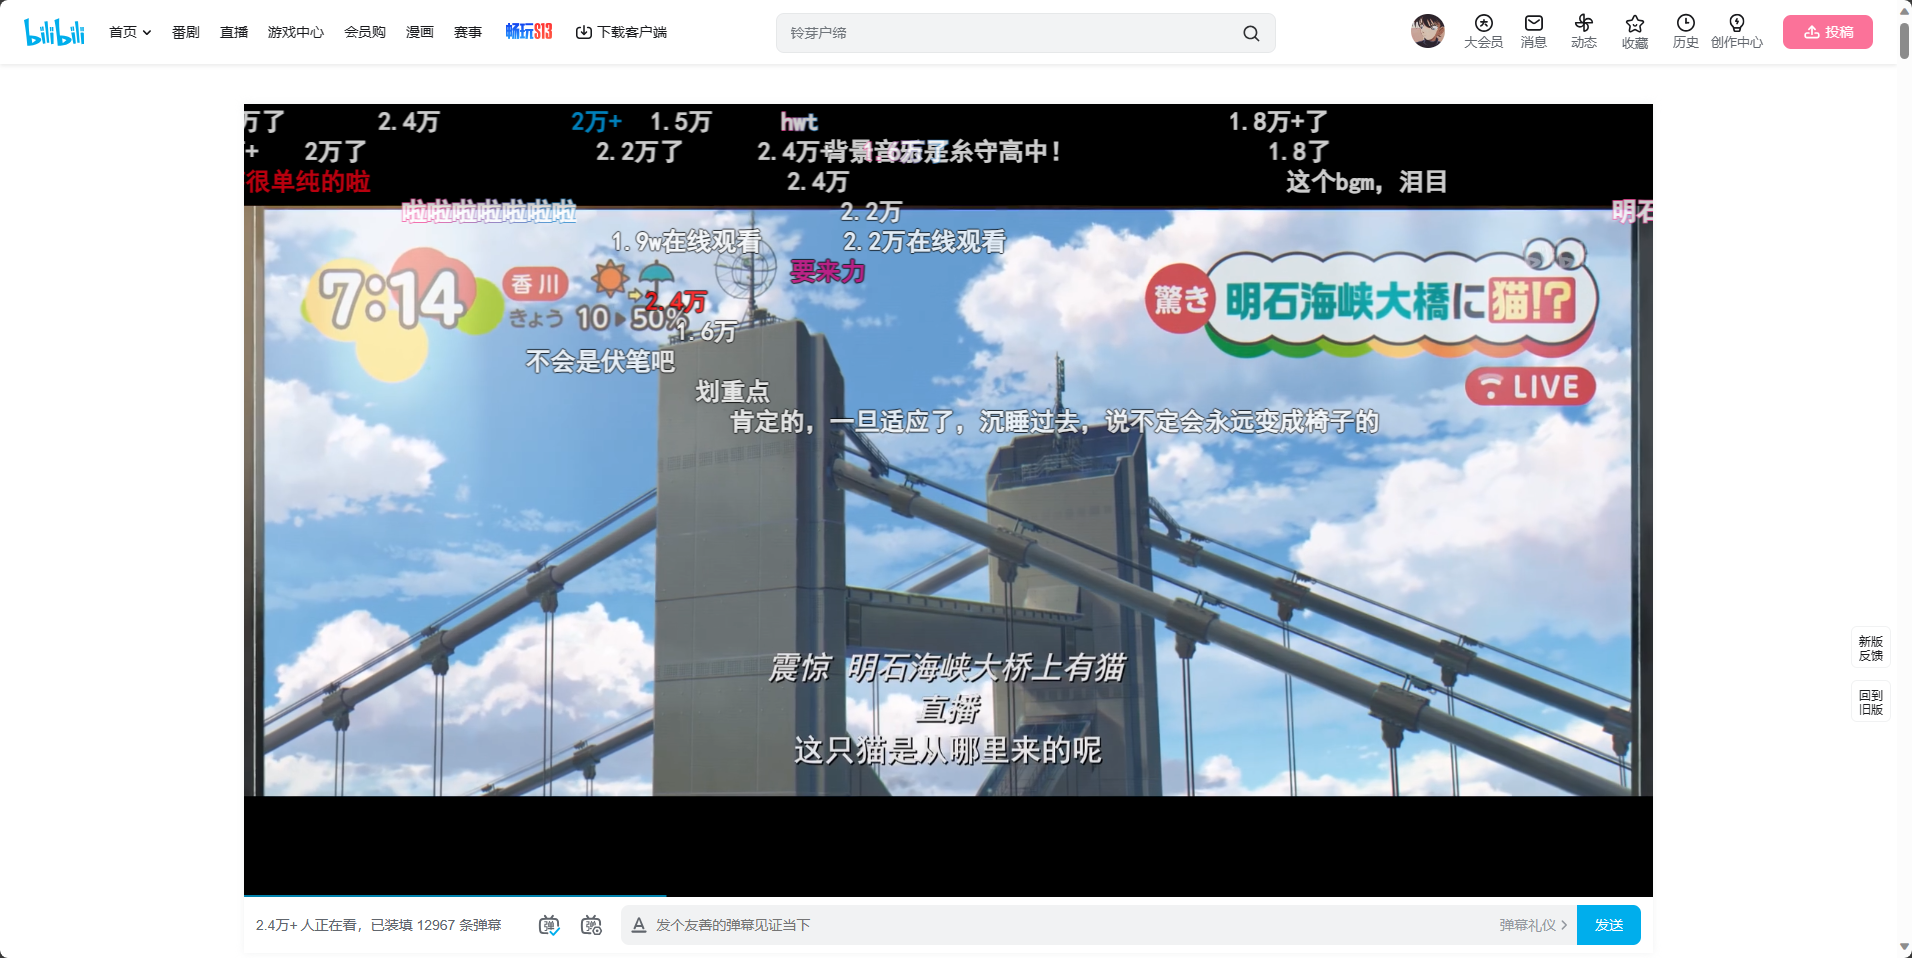 bilibili
首页
番剧
直播
游戏中心
会员购
漫画
赛事
畅玩S13
下载客户端
铃芽户缔
大会员
消息
动态
收藏
历史
创作中心
投稿
万了
2.4万
2万+
1.5万
hwt
1.8万+了
+
2万了
2.2万了
2.4万+
背景音乐是糸守高中!
1.8了
很单纯的啦
2.4万
这个bgm，泪目
啦啦啦啦啦啦啦
2.2万
明石
1.9w在线观看
2.2万在线观看
要来力
7:14
香川
2.4万
きょう 10 50%
1.6万
驚き
明石海峡大橋に猫!?
不会是伏笔吧
LIVE
划重点
肯定的，一旦适应了，沉睡过去，说不定会永远变成椅子的
震惊 明石海峡大桥上有猫
直播
这只猫是从哪里来的呢
新版
反馈
回到
旧版
2.4万+ 人正在看，已装填 12967 条弹幕
弹
弹
A
发个友善的弹幕见证当下
弹幕礼仪
发送